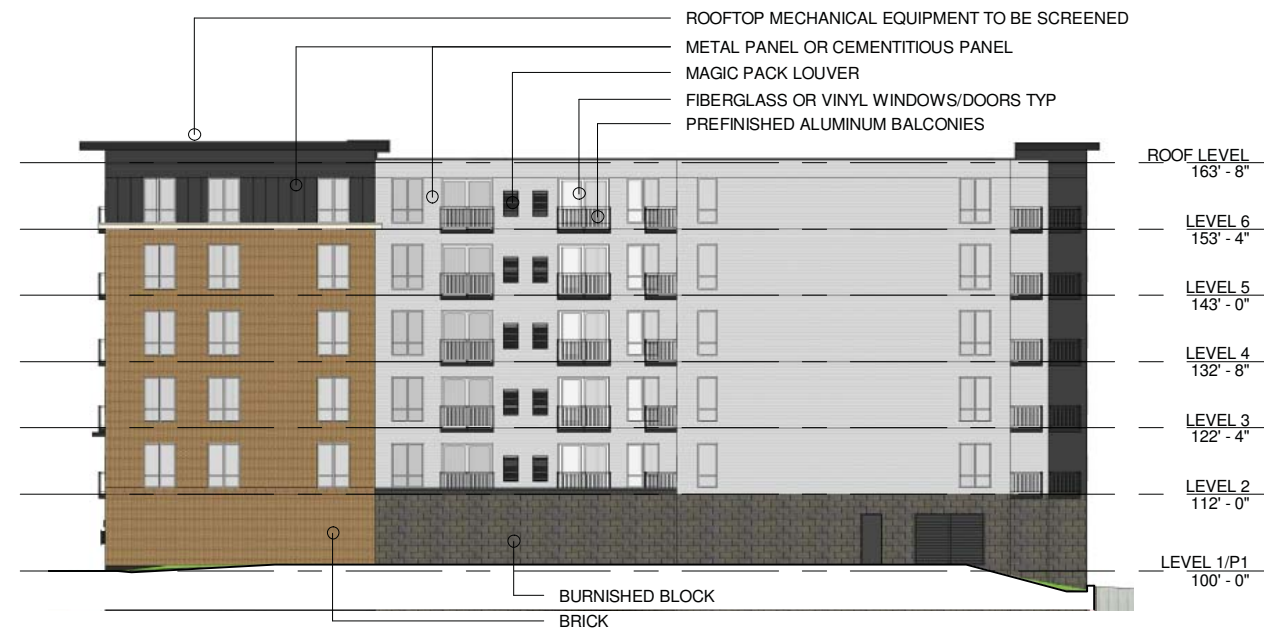 ROOFTOP MECHANICAL EQUIPMENT TO BE SCREENED
METAL PANEL OR CEMENTITIOUS PANEL
MAGIC PACK LOUVER
FIBERGLASS OR VINYL WINDOWS/DOORS TYP
PREFINISHED ALUMINUM BALCONIES
ROOF LEVEL
163' - 8"
LEVEL 6
153' - 4"
LEVEL 5
143' - 0"
LEVEL 4
132' - 8"
LEVEL 3
122' - 4"
LEVEL 2
112' - 0"
LEVEL 1/P1
100' - 0"
BURNISHED BLOCK
BRICK